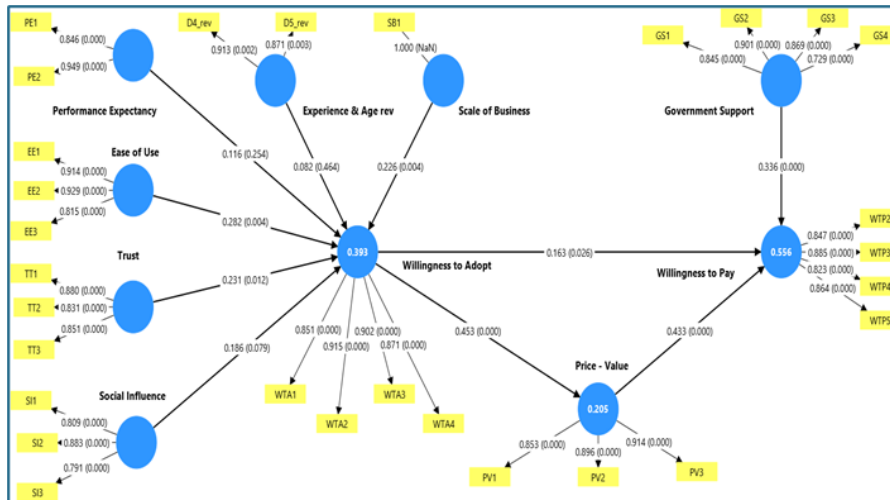 PE1
0.846 (0.000)
0.949 (0.000)
PE2
Performance Expectancy
D4_rev
D5_rev
0.913 (0.002)
0.871 (0.003)
Experience & Age rev
SB1
1.000 (NaN)
Scale of Business
GS1
GS2
GS3
GS4
0.845 (0.000)
0.901 (0.000)
0.869 (0.000)
0.729 (0.000)
Government Support
0.116 (0.254)
0.082 (0.464)
0.226 (0.004)
0.336 (0.000)
EE1
Ease of Use
0.914 (0.000)
EE2
0.929 (0.000)
0.815 (0.000)
EE3
0.282 (0.004)
Trust
TT1
0.880 (0.000)
TT2
0.831 (0.000)
0.851 (0.000)
TT3
0.231 (0.012)
0.393
Willingness to Adopt
0.163 (0.026)
Willingness to Pay
0.556
WTP2
0.847 (0.000)
WTP3
0.885 (0.000)
0.823 (0.000)
WTP4
0.864 (0.000)
WTP5
0.186 (0.079)
0.453 (0.000)
0.433 (0.000)
0.851 (0.000)
0.902 (0.000)
0.915 (0.000)
0.871 (0.000)
WTA1
WTA2
WTA3
WTA4
Social Influence
SI1
0.809 (0.000)
SI2
0.883 (0.000)
0.791 (0.000)
SI3
Price - Value
0.205
0.853 (0.000)
0.896 (0.000)
0.914 (0.000)
PV1
PV2
PV3